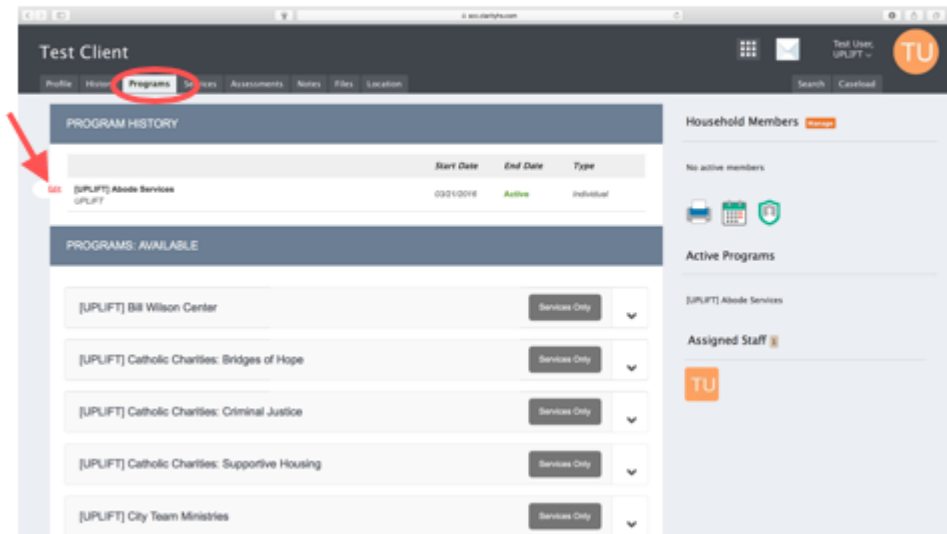 scc.clarityhs.com
Test Client
Test User,
UPLIFT
TU
Profile History Programs Services Assessments Notes Files Location
Search Caseload
PROGRAM HISTORY
Start Date End Date Type
Edit [UPLIFT] Abode Services
UPLIFT
03/21/2016 Active Individual
PROGRAMS: AVAILABLE
[UPLIFT] Bill Wilson Center
Services Only
[UPLIFT] Catholic Charities: Bridges of Hope
Services Only
[UPLIFT] Catholic Charities: Criminal Justice
Services Only
[UPLIFT] Catholic Charities: Supportive Housing
Services Only
[UPLIFT] City Team Ministries
Services Only
Household Members Manage
No active members
Active Programs
[UPLIFT] Abode Services
Assigned Staff
TU